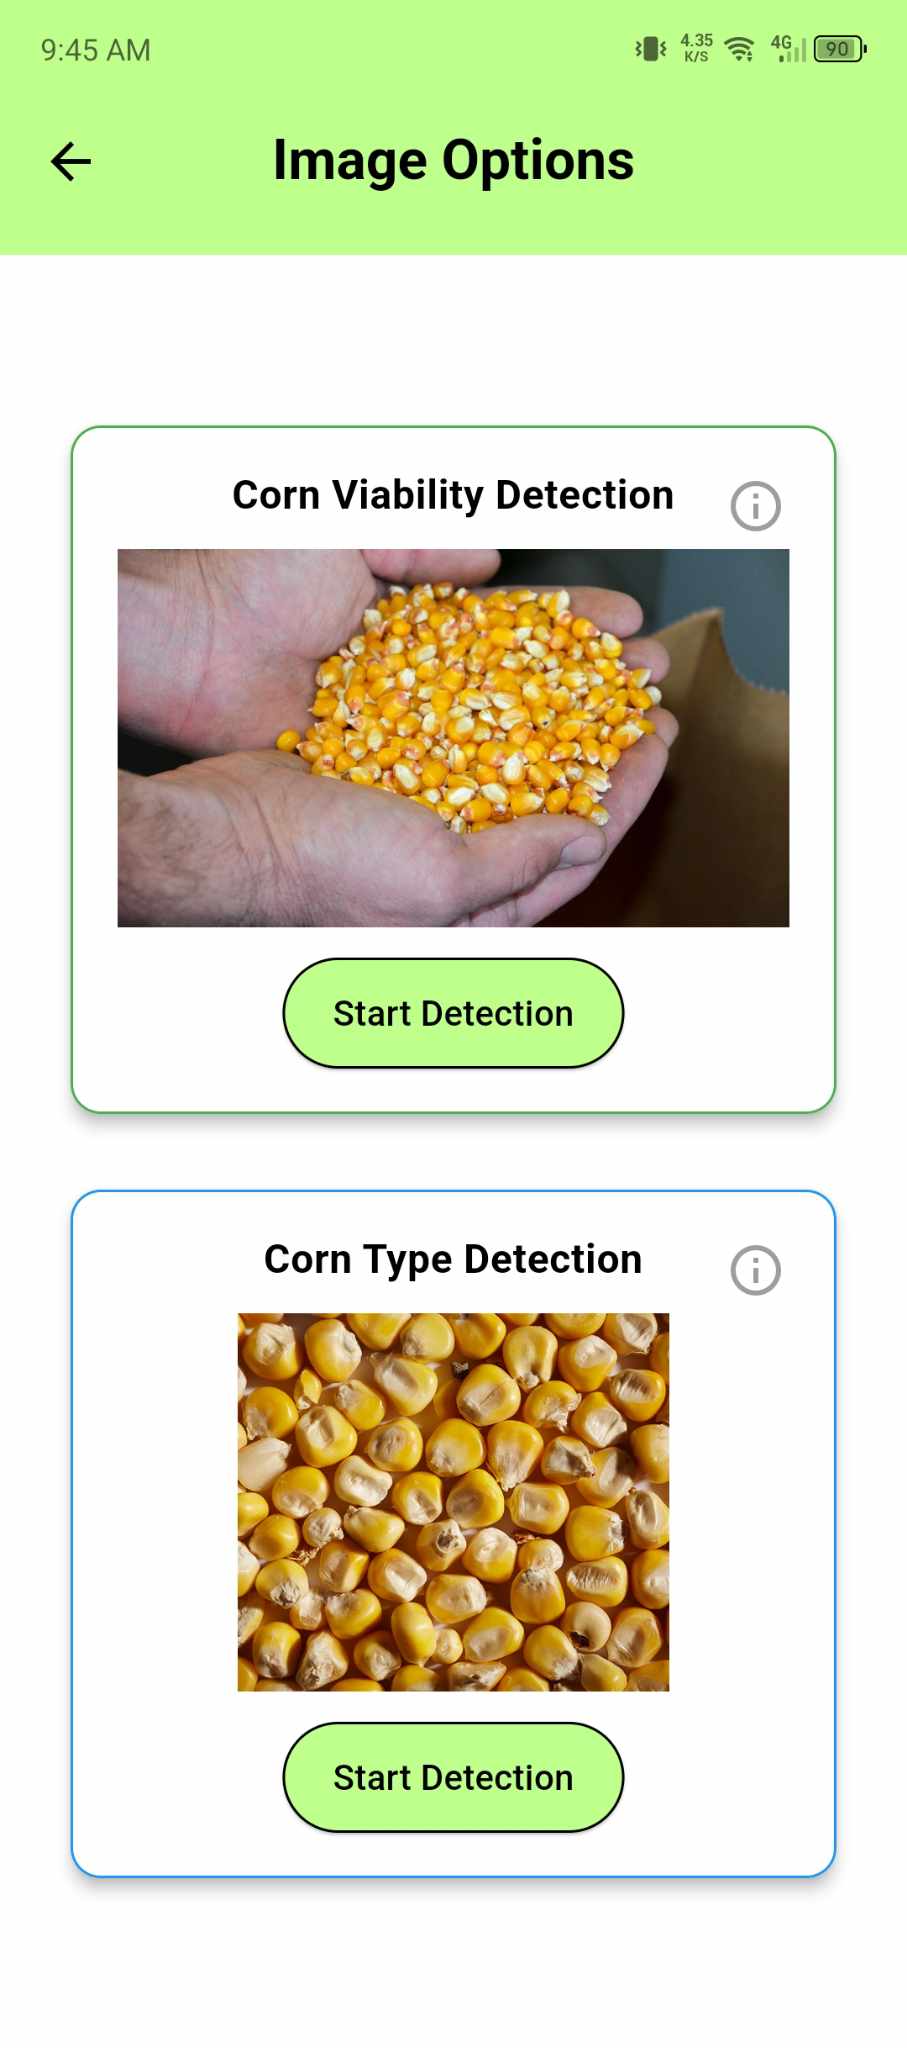 9:45 AM
4.35
K/S
4G
90
Image Options
Corn Viability Detection
Start Detection
Corn Type Detection
Start Detection